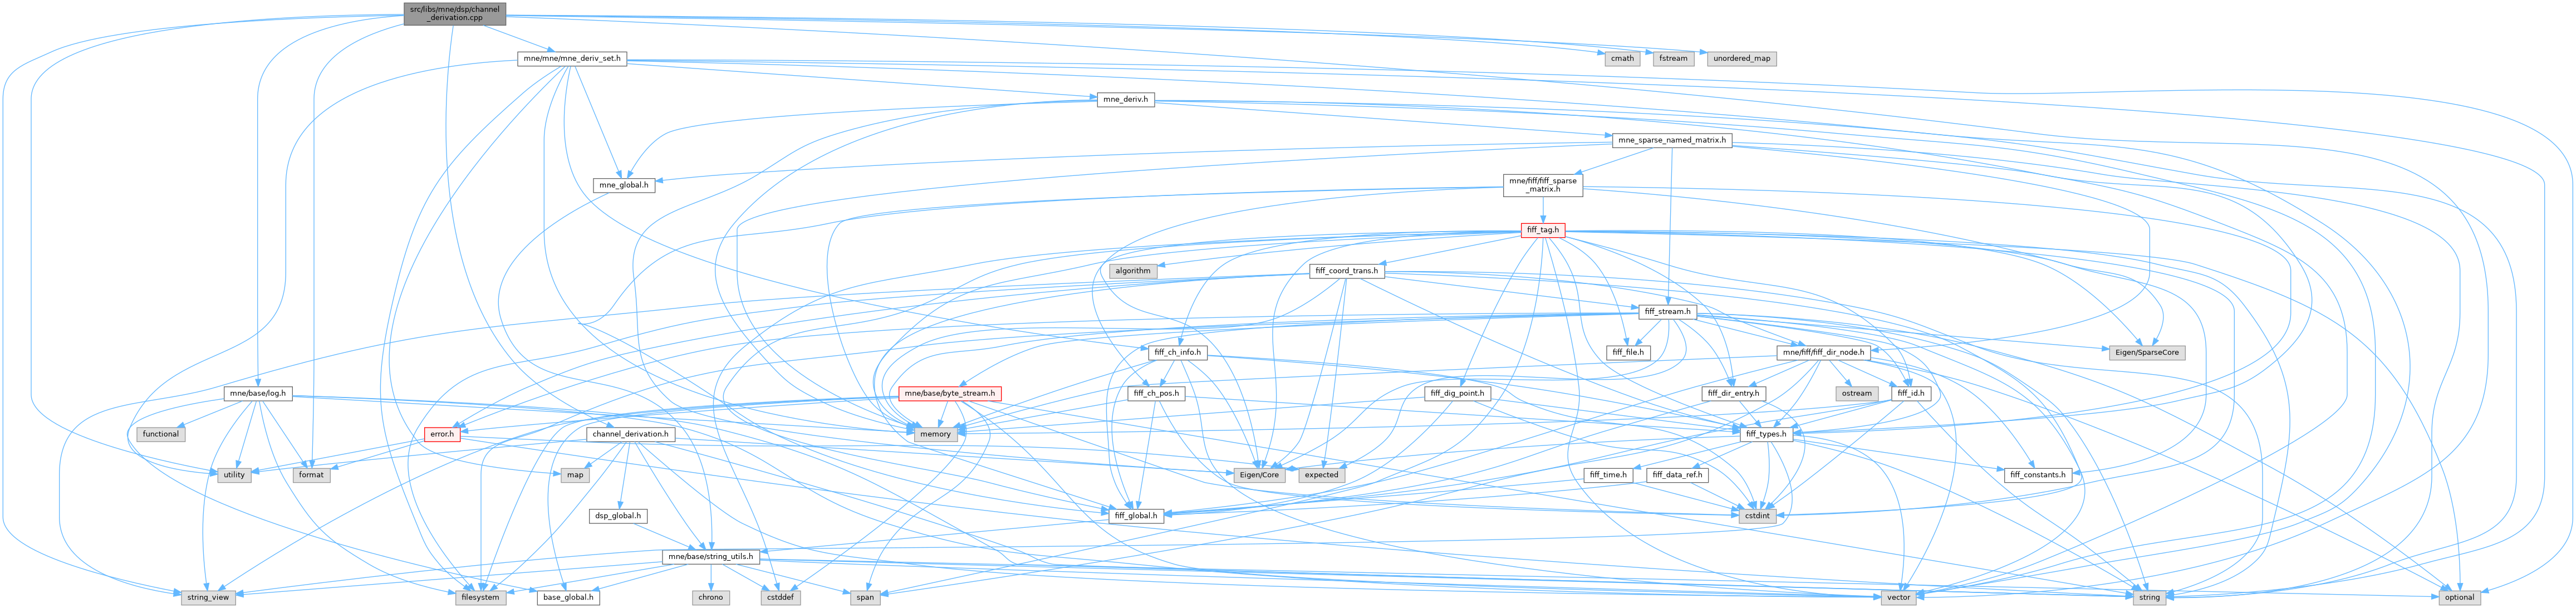 src/libs/mne/dsp/channel
_derivation.cpp
mne/mne/mne_deriv_set.h
cmath
fstream
unordered_map
mne_deriv.h
mne_sparse_named_matrix.h
mne_global.h
mne/fiff/fiff_sparse
_matrix.h
fiff_tag.h
algorithm
fiff_coord_trans.h
fiff_stream.h
fiff_ch_info.h
fiff_file.h
mne/fiff/fiff_dir_node.h
Eigen/SparseCore
mne/base/log.h
mne/base/byte_stream.h
fiff_ch_pos.h
fiff_dig_point.h
fiff_dir_entry.h
ostream
fiff_id.h
functional
error.h
channel_derivation.h
memory
fiff_types.h
utility
format
map
Eigen/Core
expected
fiff_time.h
fiff_data_ref.h
fiff_constants.h
dsp_global.h
fiff_global.h
cstdint
mne/base/string_utils.h
string_view
filesystem
base_global.h
chrono
cstddef
span
vector
string
optional